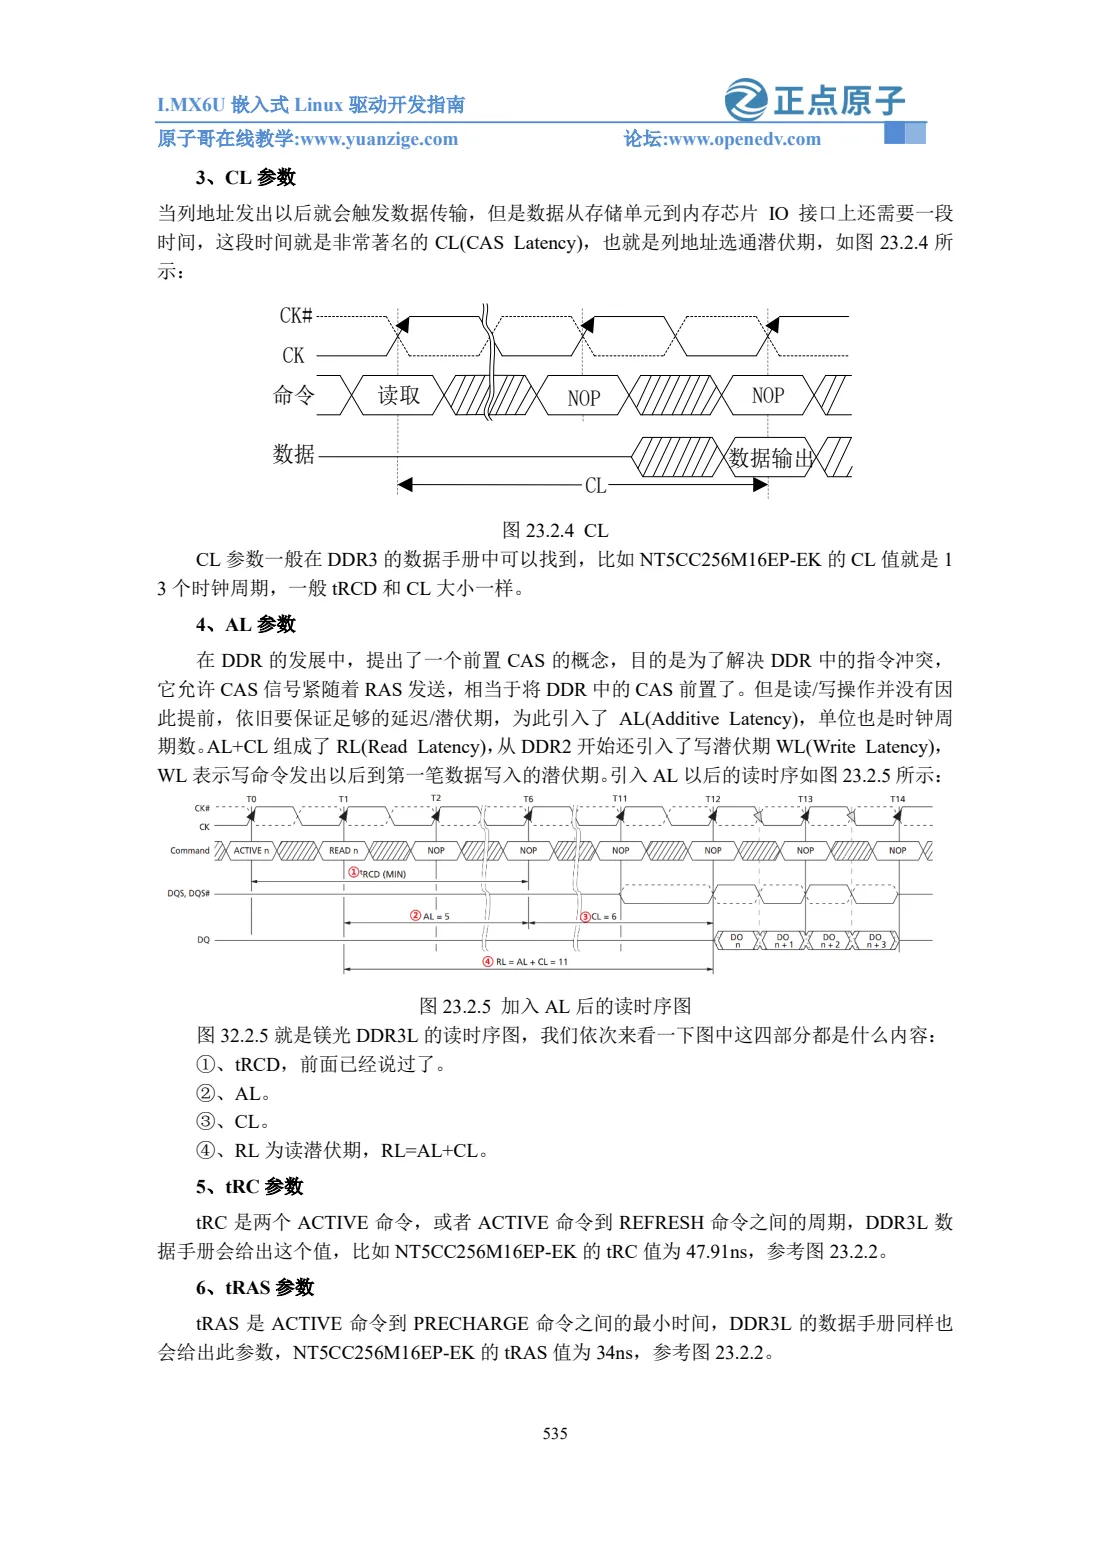 I.MX6U 嵌入式 Linux 驱动开发指南
正点原子
原子哥在线教学:www.yuanzige.com 论坛:www.openedv.com
3、CL 参数
当列地址发出以后就会触发数据传输，但是数据从存储单元到内存芯片 IO 接口上还需要一段
时间，这段时间就是非常著名的 CL(CAS Latency)，也就是列地址选通潜伏期，如图 23.2.4 所
示：
CK#
CK
命令 读取 NOP NOP
数据 数据输出
CL
图 23.2.4 CL
CL 参数一般在 DDR3 的数据手册中可以找到，比如 NT5CC256M16EP-EK 的 CL 值就是 1
3 个时钟周期，一般 tRCD 和 CL 大小一样。
4、AL 参数
在 DDR 的发展中，提出了一个前置 CAS 的概念，目的是为了解决 DDR 中的指令冲突，
它允许 CAS 信号紧随着 RAS 发送，相当于将 DDR 中的 CAS 前置了。但是读/写操作并没有因
此提前，依旧要保证足够的延迟/潜伏期，为此引入了 AL(Additive Latency)，单位也是时钟周
期数。AL+CL 组成了 RL(Read Latency)，从 DDR2 开始还引入了写潜伏期 WL(Write Latency)，
WL 表示写命令发出以后到第一笔数据写入的潜伏期。引入 AL 以后的读时序如图 23.2.5 所示：
T0 T1 T2 T6 T11 T12 T13 T14
CK#
CK
Command ACTIVE n READ n NOP NOP NOP NOP NOP NOP
①tRCD (MIN)
DQS, DQS#
②AL = 5 ③CL = 6
DQ DO n DO n + 1 DO n + 2 DO n + 3
④ RL = AL + CL = 11
图 23.2.5 加入 AL 后的读时序图
图 32.2.5 就是镁光 DDR3L 的读时序图，我们依次来看一下图中这四部分都是什么内容：
①、tRCD，前面已经说过了。
②、AL。
③、CL。
④、RL 为读潜伏期，RL=AL+CL。
5、tRC 参数
tRC 是两个 ACTIVE 命令，或者 ACTIVE 命令到 REFRESH 命令之间的周期，DDR3L 数
据手册会给出这个值，比如 NT5CC256M16EP-EK 的 tRC 值为 47.91ns，参考图 23.2.2。
6、tRAS 参数
tRAS 是 ACTIVE 命令到 PRECHARGE 命令之间的最小时间，DDR3L 的数据手册同样也
会给出此参数，NT5CC256M16EP-EK 的 tRAS 值为 34ns，参考图 23.2.2。
535